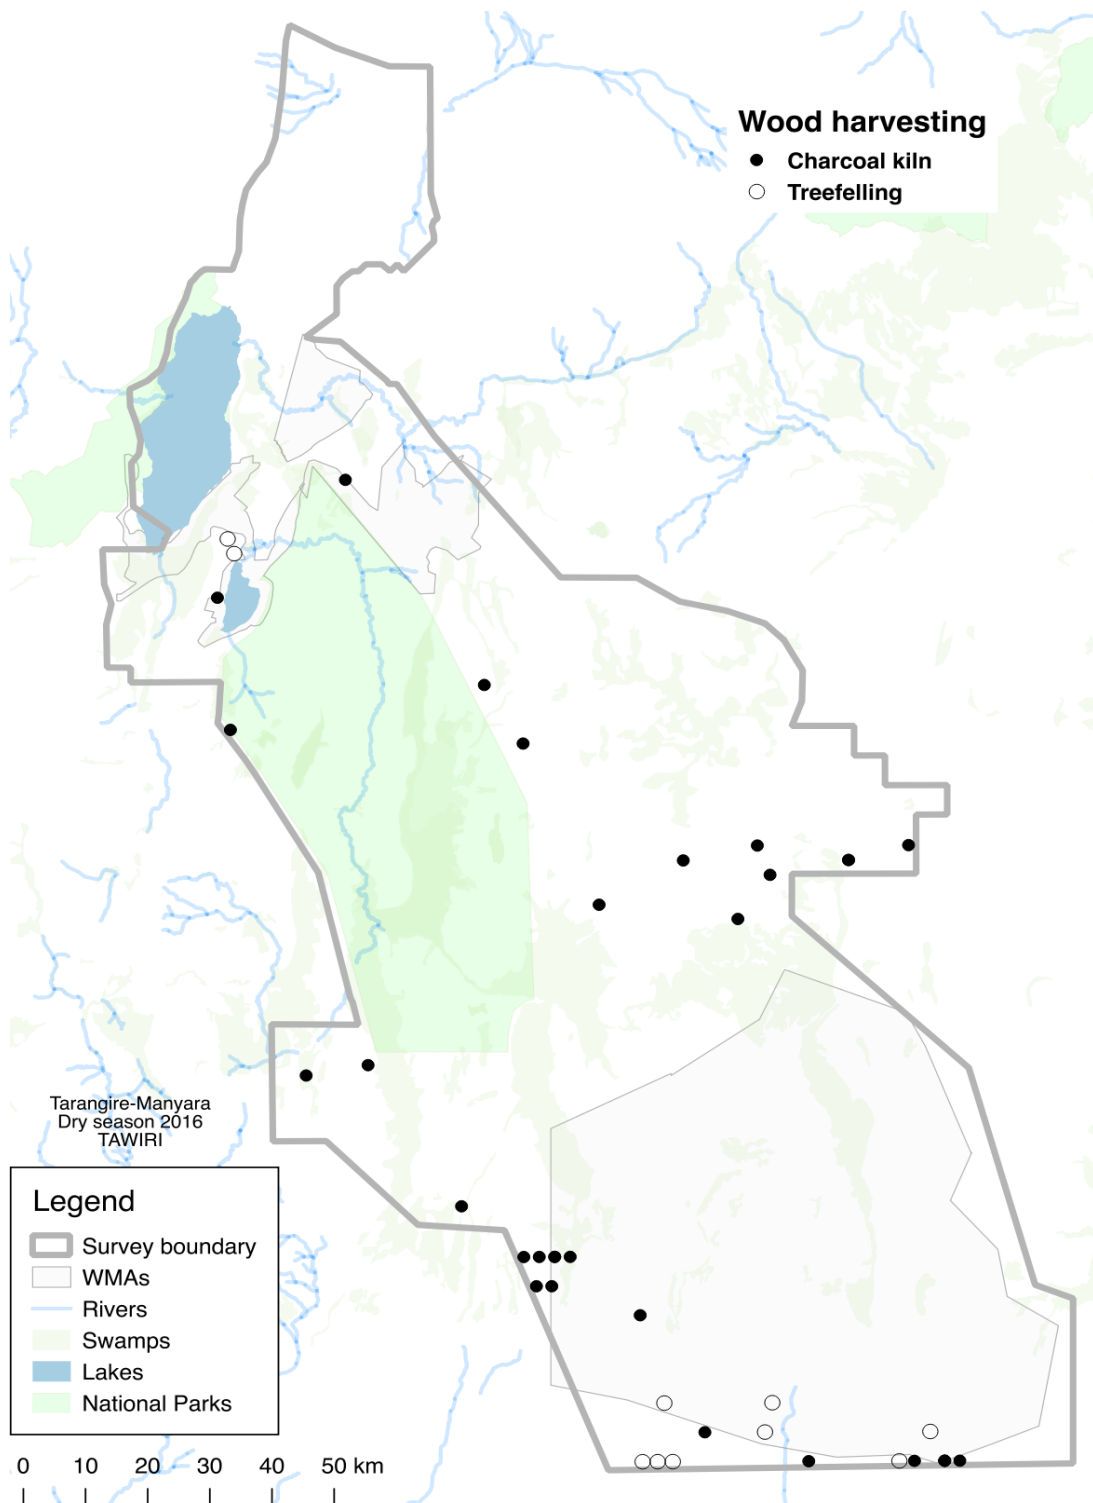 Wood harvesting
Charcoal kiln
Treefelling
Tarangire-Manyara
Dry season 2016
TAWIRI
Legend
Survey boundary
WMAs
Rivers
Swamps
Lakes
National Parks
0 10 20 30 40 50 km